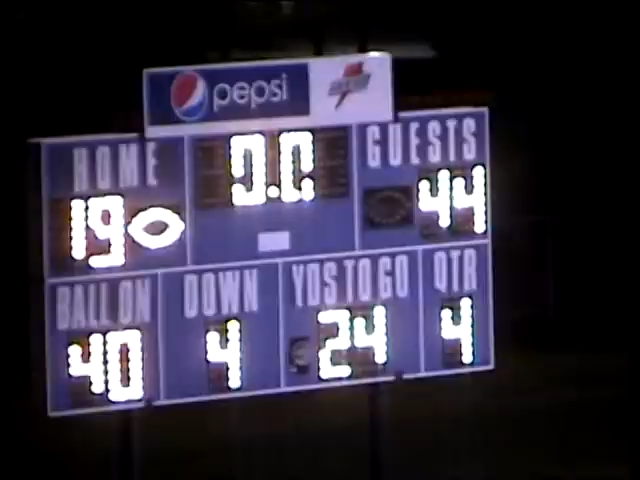 pepsi
HOME
GUESTS
0.0
19
44
BALL ON
DOWN
YDS TO GO
QTR
40
4
24
4